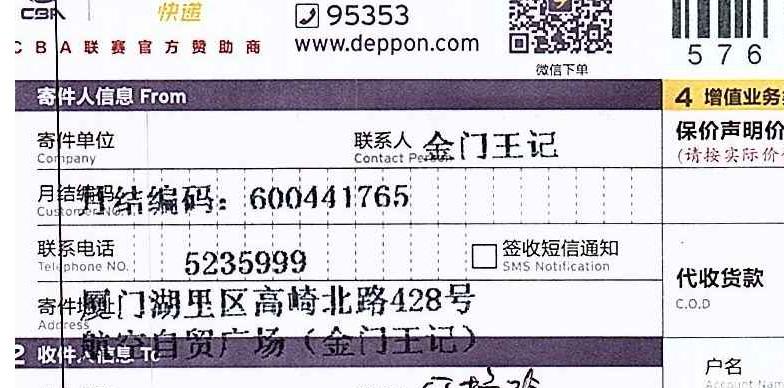 CBA 快递 95353
CBA联赛官方赞助商 www.deppon.com
微信下单
576
寄件人信息 From
4 增值业务
寄件单位 联系人 金门王记
Company Contact Person
保价声明价
(请按实际价
月结编码 月结编码：600441765
Customer NO.
联系电话 5235999 签收短信通知
Telephone NO. SMS Notification
代收货款
C.O.D
寄件地址 厦门湖里区高崎北路428号
Address
航空自贸广场（金门王记）
2 收件人信息 To
户名
Account Nam